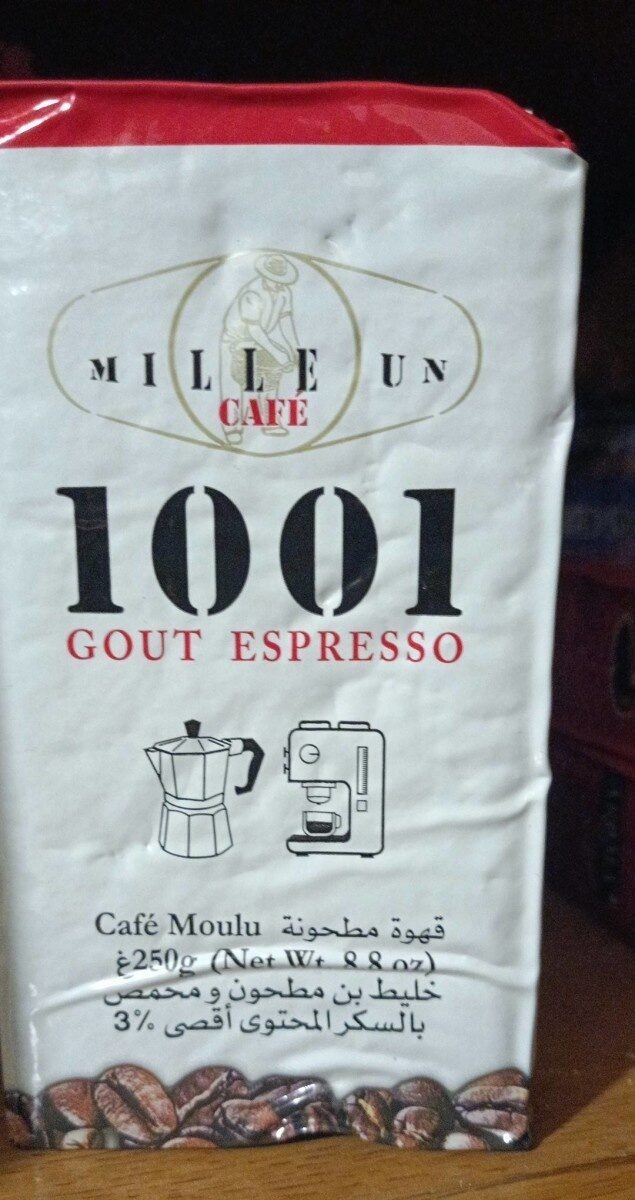 MILLE UN
CAFÉ
1001
GOUT ESPRESSO
Café Moulu قهوة مطحونة
250gغ (Net Wt. 8.8 oz)
خليط بن مطحون و محمص
بالسكر المحتوى أقصى %3